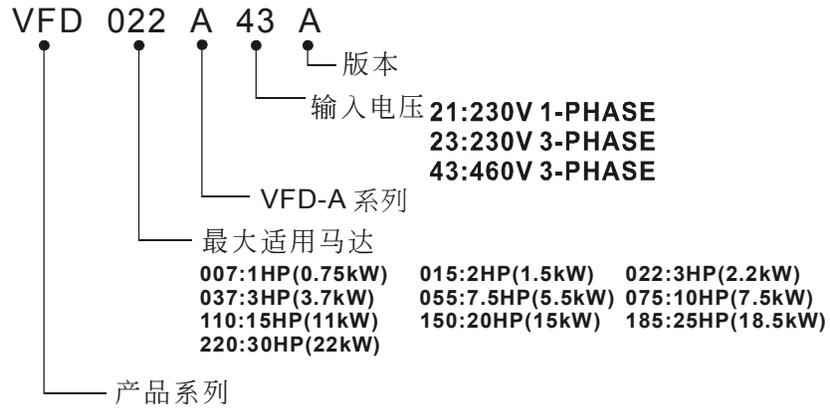 VFD 022 A 43 A
版本
输入电压 21:230V 1-PHASE
23:230V 3-PHASE
43:460V 3-PHASE
VFD-A 系列
最大适用马达
007:1HP(0.75kW) 015:2HP(1.5kW) 022:3HP(2.2kW)
037:3HP(3.7kW) 055:7.5HP(5.5kW) 075:10HP(7.5kW)
110:15HP(11kW) 150:20HP(15kW) 185:25HP(18.5kW)
220:30HP(22kW)
产品系列